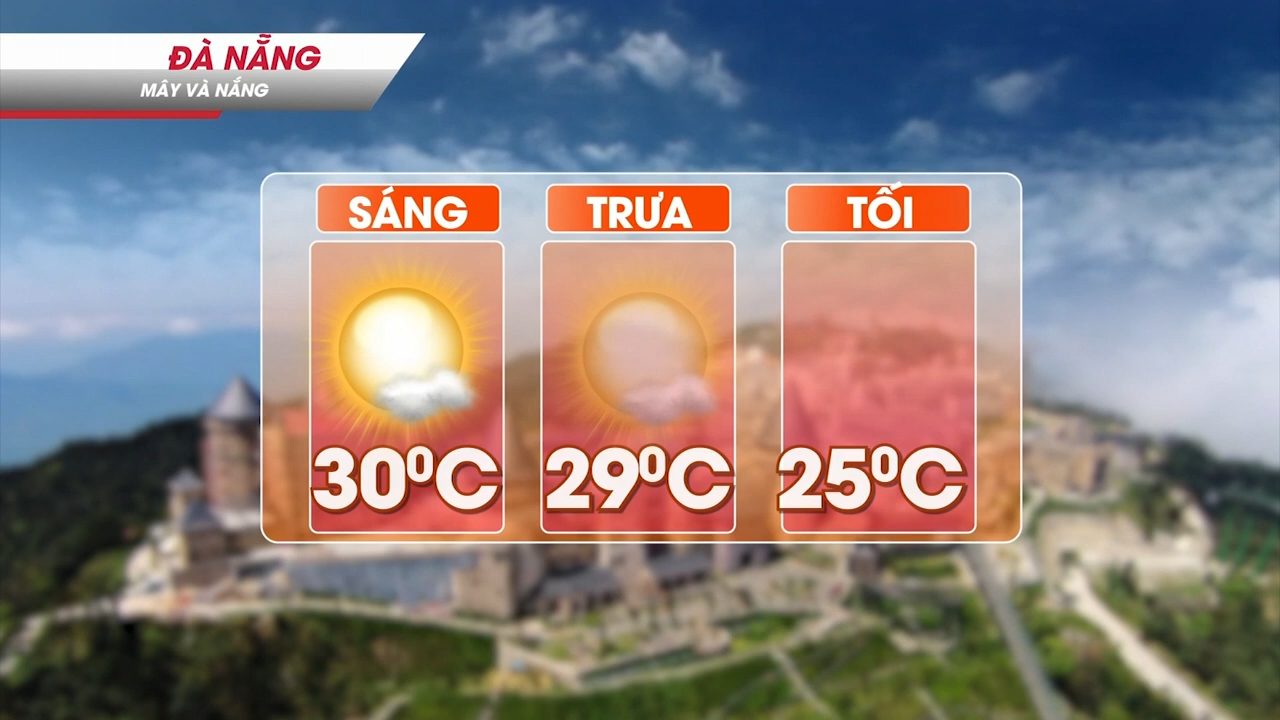 ĐÀ NẴNG
MÂY VÀ NẮNG
SÁNG TRƯA TỐI
30⁰C 29⁰C 25⁰C